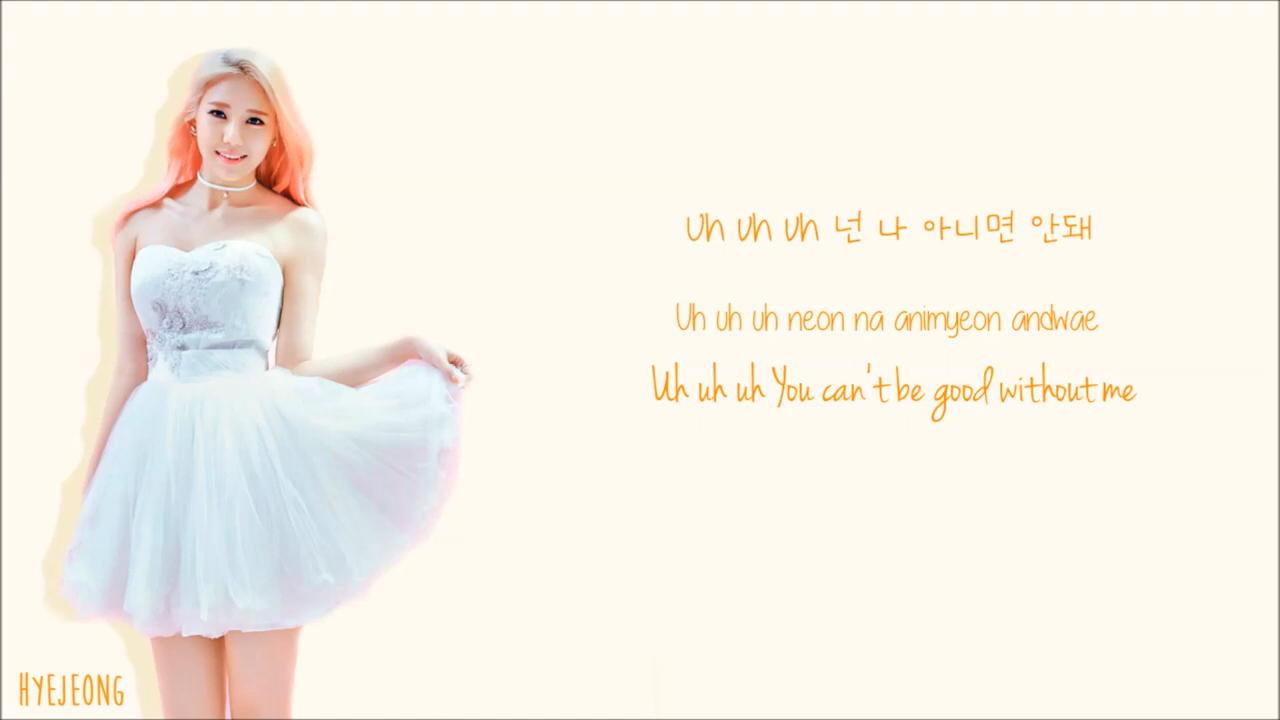 Uh Uh Uh 넌 나 아니면 안돼
Uh uh uh neon na animyeon andwae
Uh uh uh You can't be good without me
HYEJEONG